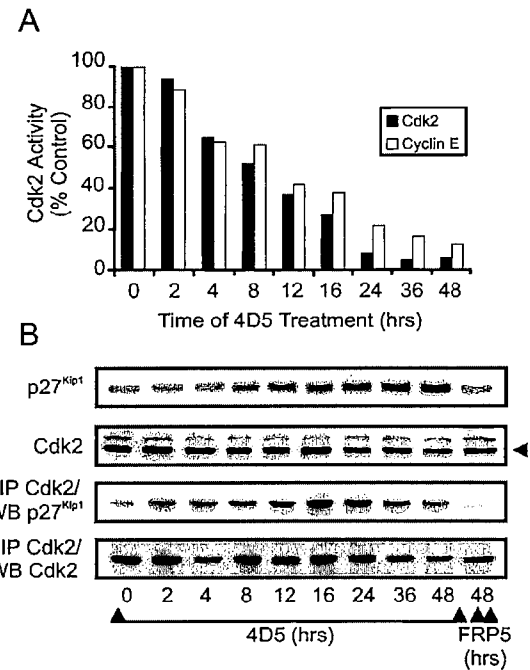 A
100
80
60
40
20
0
Cdk2 Activity
(% Control)
Cdk2
Cyclin E
0 2 4 8 12 16 24 36 48
Time of 4D5 Treatment (hrs)
B
p27Kip1
Cdk2
IP Cdk2/
WB p27Kip1
IP Cdk2/
WB Cdk2
0 2 4 8 12 16 24 36 48 48
4D5 (hrs)
FRP5
(hrs)